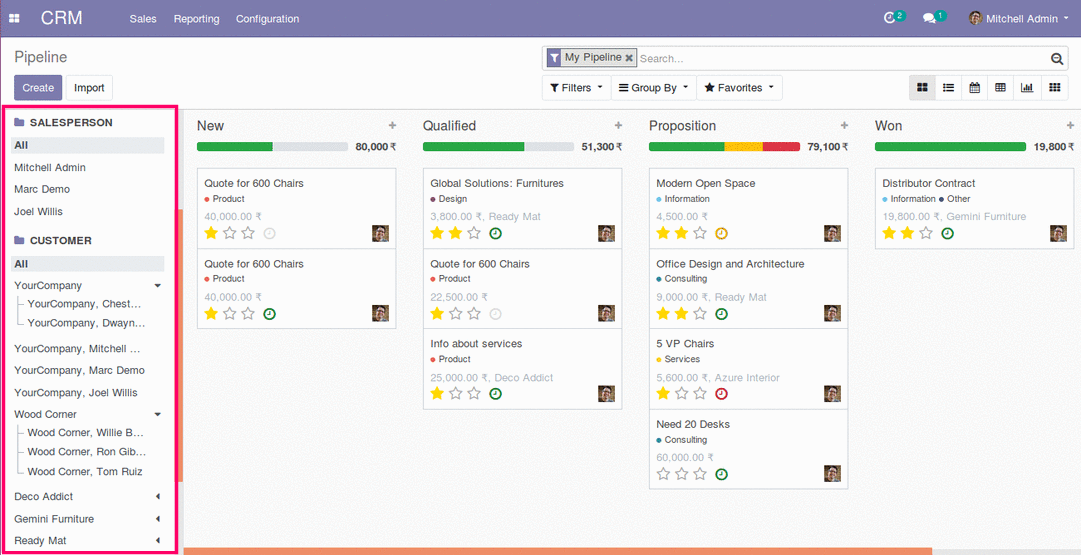 CRM Sales Reporting Configuration 2 1 Mitchell Admin
Pipeline
My Pipeline Search...
Create Import
Filters Group By Favorites
SALESPERSON
All
Mitchell Admin
Marc Demo
Joel Willis
CUSTOMER
All
YourCompany
YourCompany, Chest...
YourCompany, Dwayn...
YourCompany, Mitchell ...
YourCompany, Marc Demo
YourCompany, Joel Willis
Wood Corner
Wood Corner, Willie B...
Wood Corner, Ron Gib...
Wood Corner, Tom Ruiz
Deco Addict
Gemini Furniture
Ready Mat
New
80,000 ₹
Quote for 600 Chairs
Product
40,000.00 ₹
Quote for 600 Chairs
Product
40,000.00 ₹
Qualified
51,300 ₹
Global Solutions: Furnitures
Design
3,800.00 ₹, Ready Mat
Quote for 600 Chairs
Product
22,500.00 ₹
Info about services
Product
25,000.00 ₹, Deco Addict
Proposition
79,100 ₹
Modern Open Space
Information
4,500.00 ₹
Office Design and Architecture
Consulting
9,000.00 ₹, Ready Mat
5 VP Chairs
Services
5,600.00 ₹, Azure Interior
Need 20 Desks
Consulting
60,000.00 ₹
Won
19,800 ₹
Distributor Contract
Information Other
19,800.00 ₹, Gemini Furniture